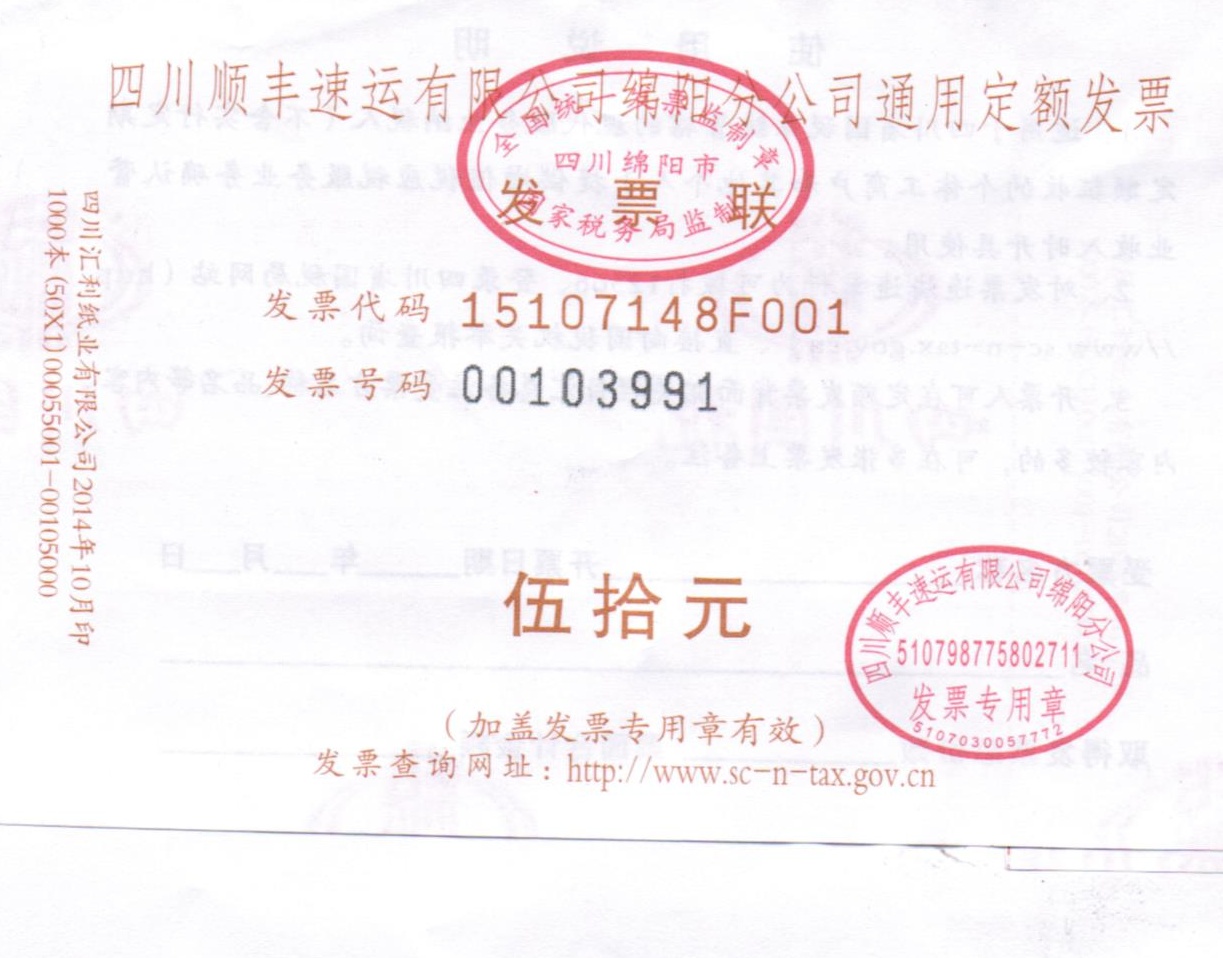 四川顺丰速运有限公司绵阳分公司通用定额发票
全国统一发票监制章
四川绵阳市
国家税务局监制
发票联
发票代码 15107148F001
发票号码 00103991
四川汇利纸业有限公司2014年10月印
1000本(50X1)00055001-00105000
伍拾元
四川顺丰速运有限公司绵阳分公司
510798775802711
发票专用章
5107030057772
(加盖发票专用章有效)
发票查询网址：http://www.sc-n-tax.gov.cn